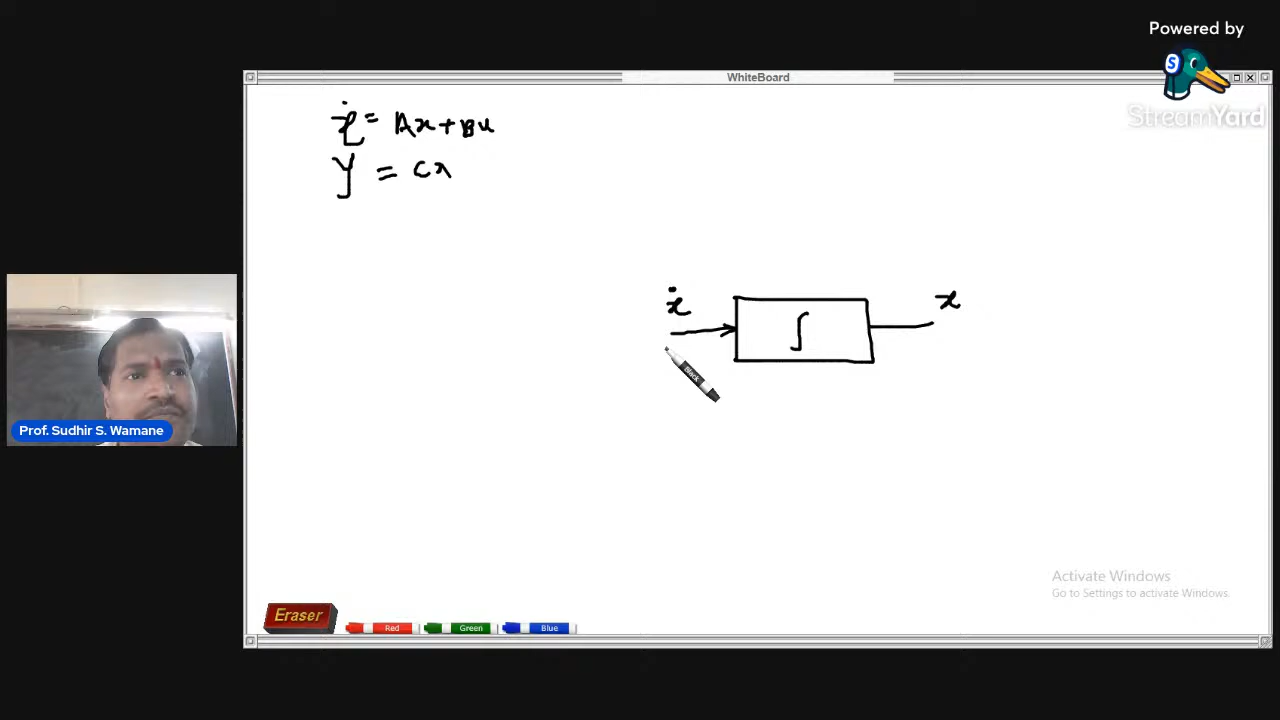 Powered by
StreamYard
WhiteBoard
ẋ = Ax + Bu
Y = Cx
ẋ
∫
x
Black
Prof. Sudhir S. Wamane
Activate Windows
Go to Settings to activate Windows.
Eraser
Red
Green
Blue